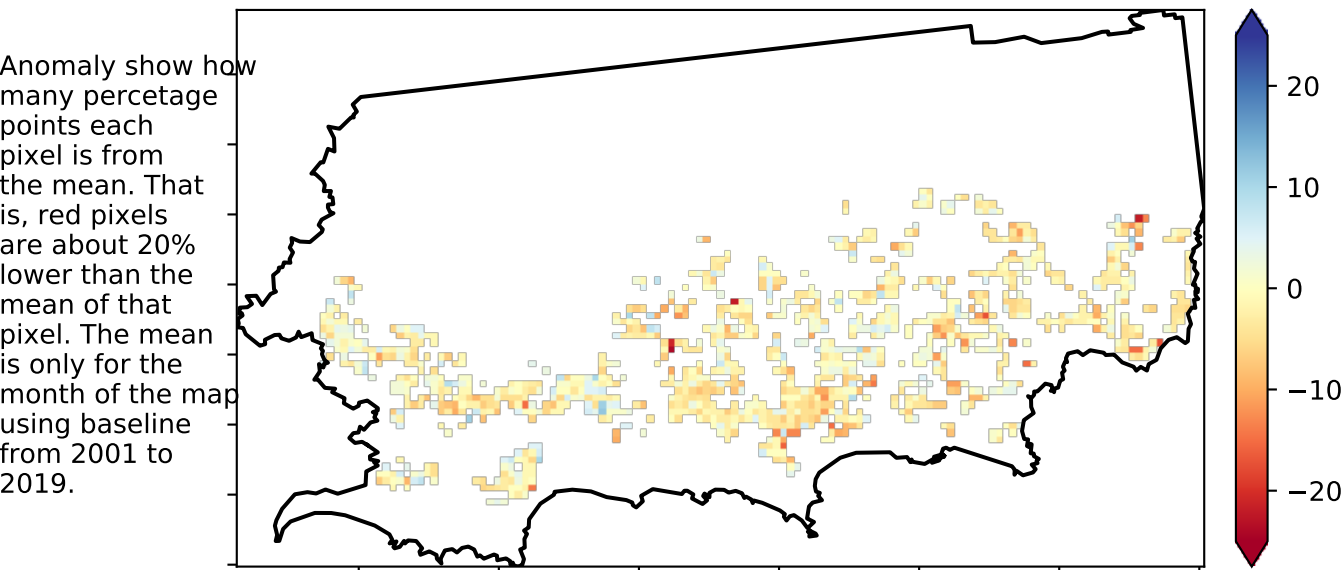 Anomaly show how
many percetage
points each
pixel is from
the mean. That
is, red pixels
are about 20%
lower than the
mean of that
pixel. The mean
is only for the
month of the map
using baseline
from 2001 to
2019.
20
10
0
−10
−20